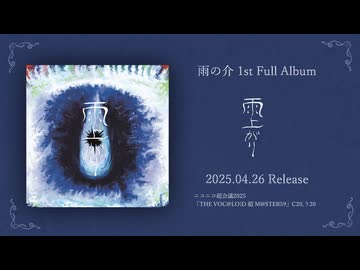 雨の介 1st Full Album
雨上がり
2025.04.26 Release
ニコニコ超会議2025
「THE VOC@LOiD 超 M@STER59」C20, う20